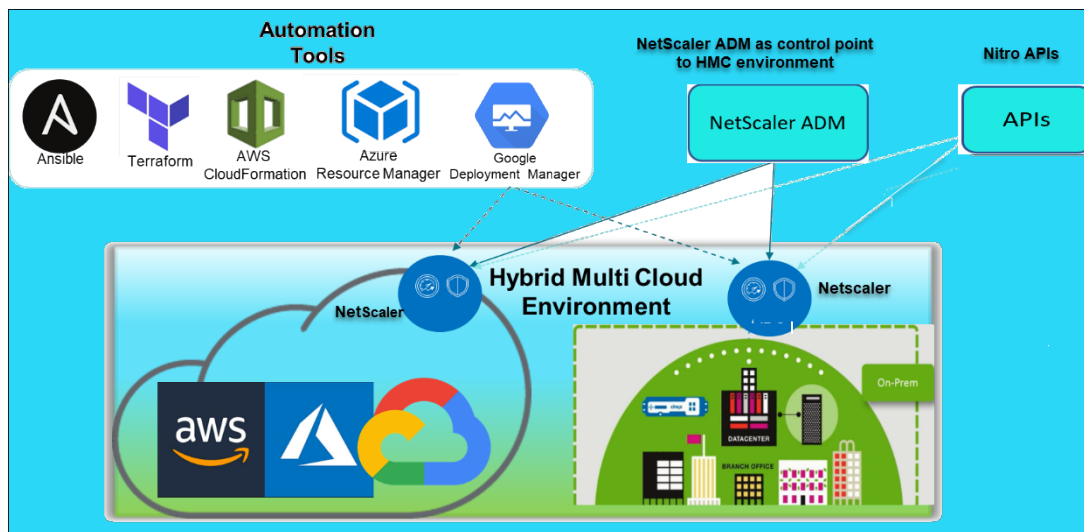 Automation
Tools
NetScaler ADM as control point
to HMC environment
Nitro APIs
NetScaler ADM
APIs
Ansible
Terraform
AWS
CloudFormation
Azure
Resource Manager
Google
Deployment Manager
Hybrid Multi Cloud
Environment
NetScaler
Netscaler
aws
On-Prem
DATACENTER
BRANCH OFFICE